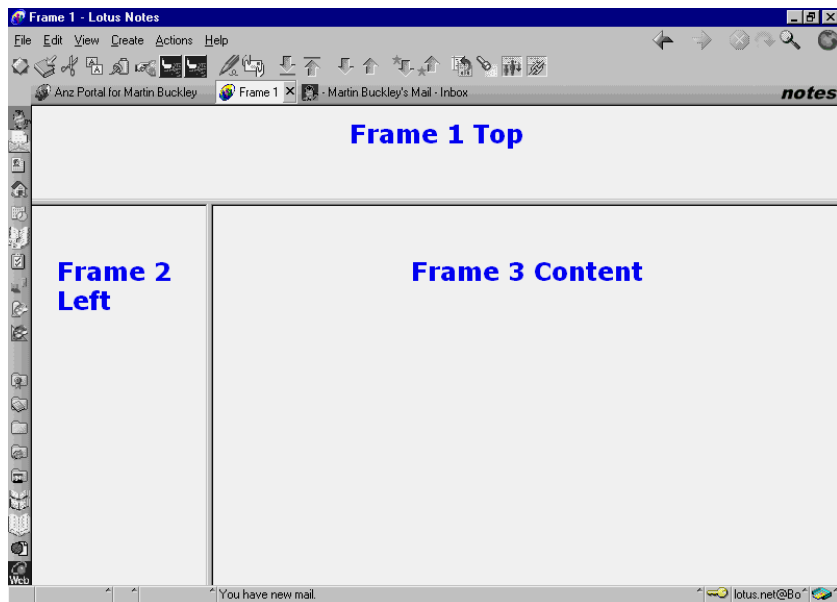 Frame 1 - Lotus Notes
File Edit View Create Actions Help
Anz Portal for Martin Buckley Frame 1 - Martin Buckley's Mail - Inbox
notes
Frame 1 Top
Frame 2
Left
Frame 3 Content
Web
You have new mail.
lotus.net@Bo